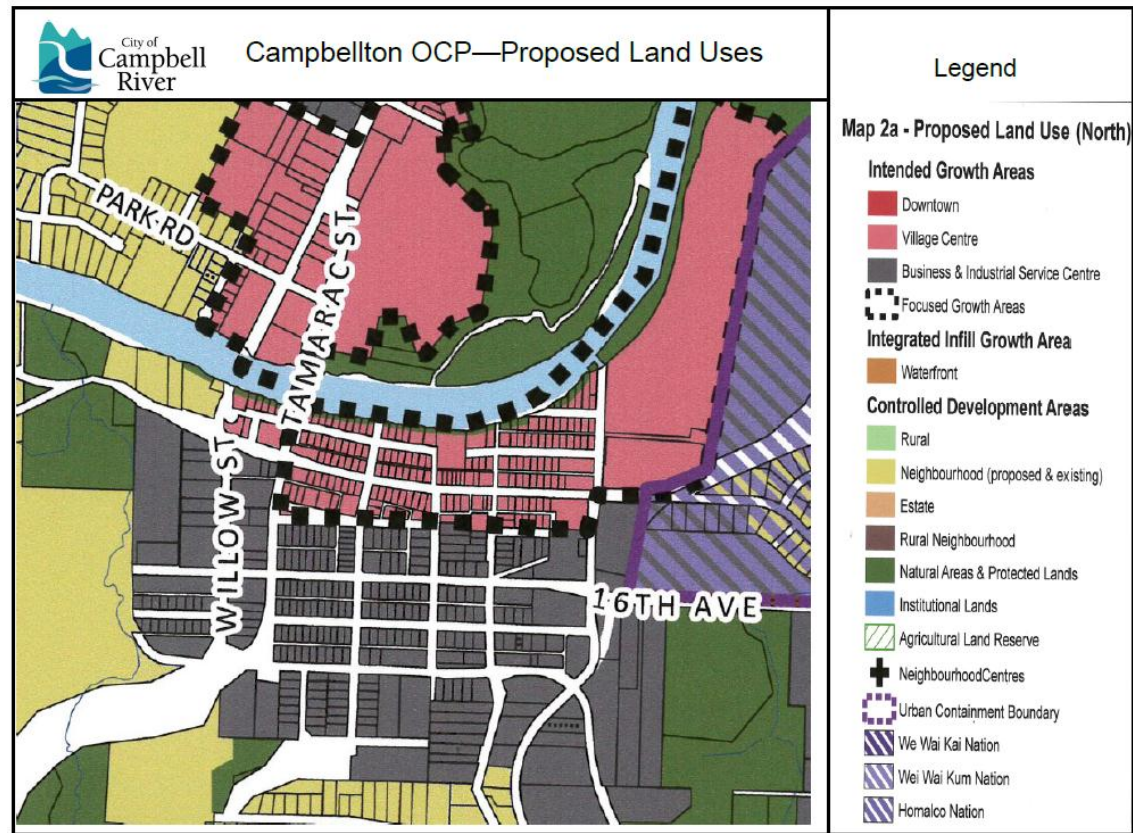 City of
Campbell
River
Campbellton OCP—Proposed Land Uses
Legend
PARK RD
TAMARAC ST
WILLOW ST
16TH AVE
Map 2a - Proposed Land Use (North)
Intended Growth Areas
Downtown
Village Centre
Business & Industrial Service Centre
Focused Growth Areas
Integrated Infill Growth Area
Waterfront
Controlled Development Areas
Rural
Neighbourhood (proposed & existing)
Estate
Rural Neighbourhood
Natural Areas & Protected Lands
Institutional Lands
Agricultural Land Reserve
NeighbourhoodCentres
Urban Containment Boundary
We Wai Kai Nation
Wei Wai Kum Nation
Homalco Nation